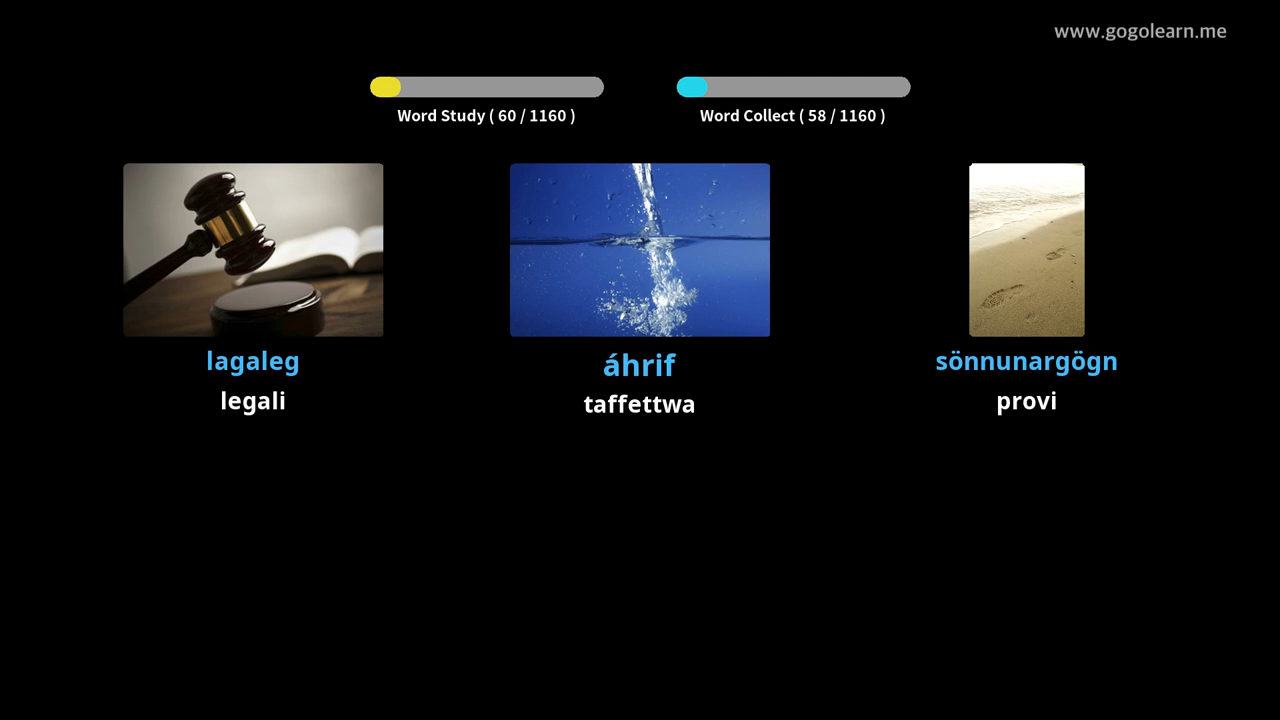 www.gogolearn.me
Word Study ( 60 / 1160 )
Word Collect ( 58 / 1160 )
lagaleg
legali
áhrif
taffettwa
sönnunargögn
provi